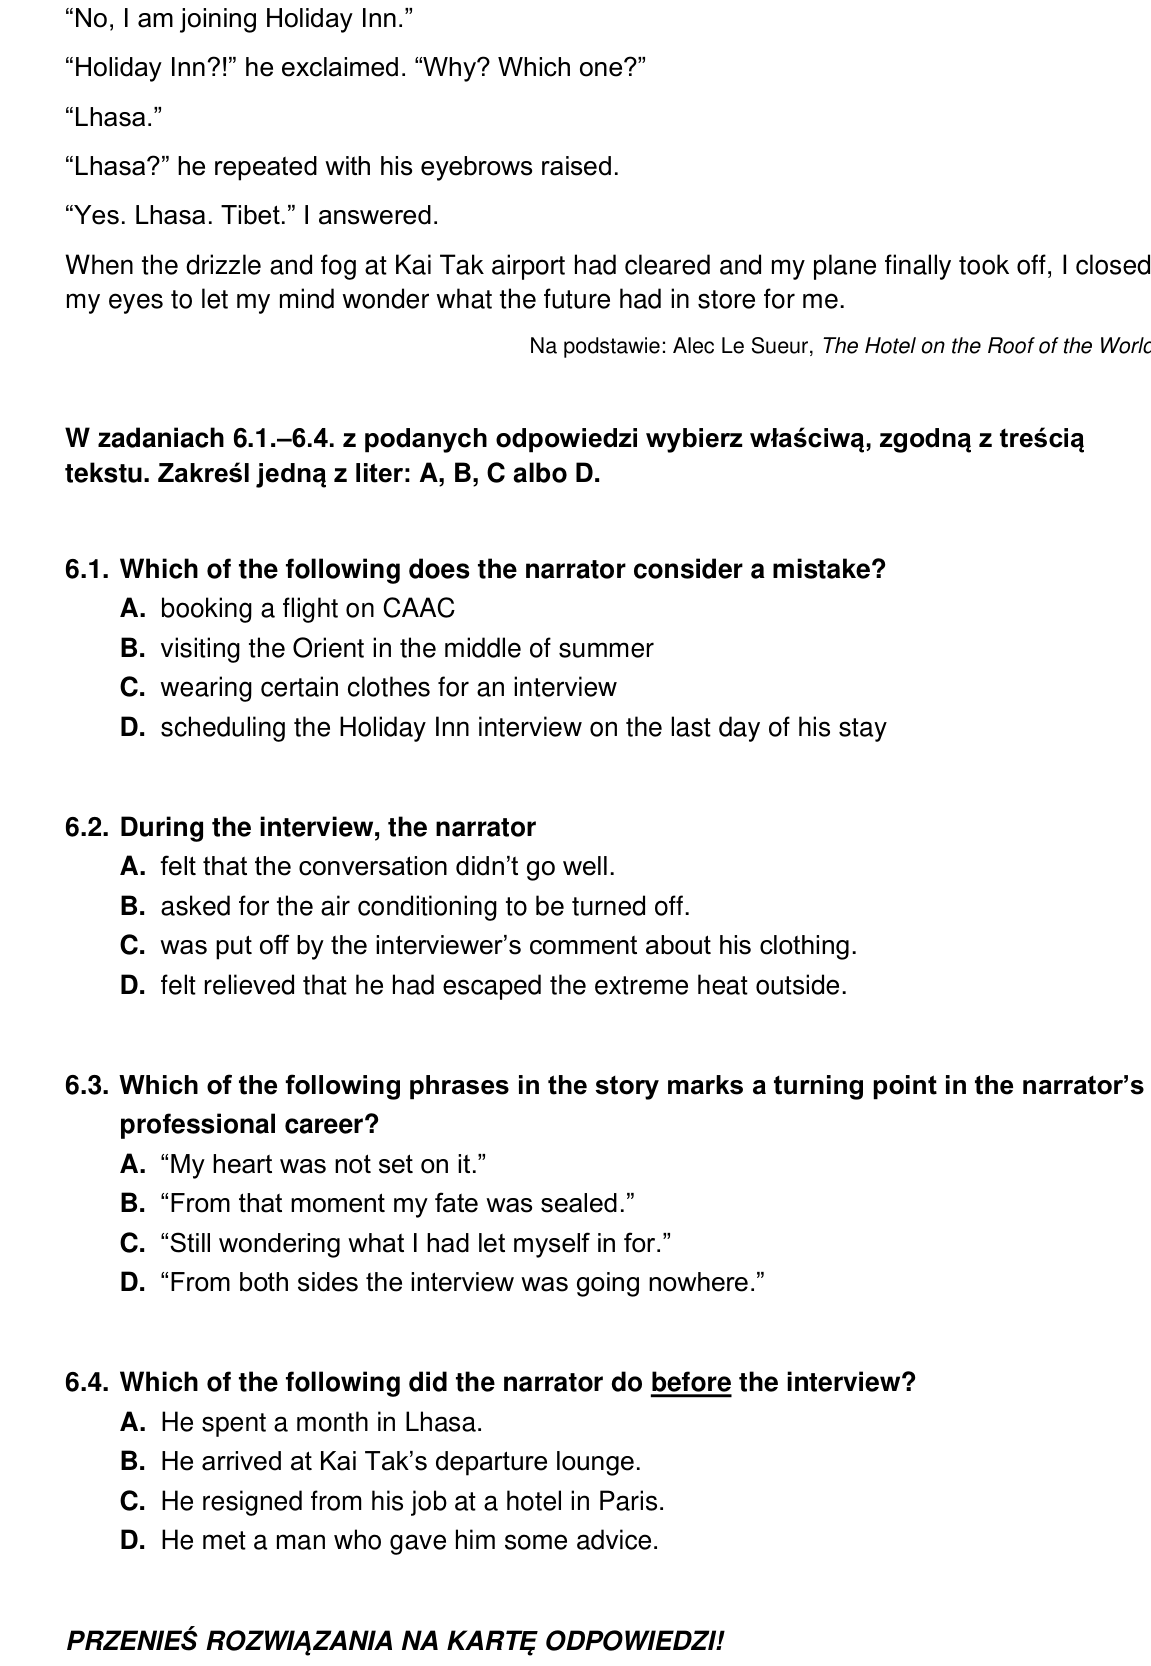 “No, I am joining Holiday Inn.”
“Holiday Inn?!” he exclaimed. “Why? Which one?”
“Lhasa.”
“Lhasa?” he repeated with his eyebrows raised.
“Yes. Lhasa. Tibet.” I answered.
When the drizzle and fog at Kai Tak airport had cleared and my plane finally took off, I closed
my eyes to let my mind wonder what the future had in store for me.
Na podstawie: Alec Le Sueur, The Hotel on the Roof of the World
W zadaniach 6.1.–6.4. z podanych odpowiedzi wybierz właściwą, zgodną z treścią
tekstu. Zakreśl jedną z liter: A, B, C albo D.
6.1. Which of the following does the narrator consider a mistake?
A. booking a flight on CAAC
B. visiting the Orient in the middle of summer
C. wearing certain clothes for an interview
D. scheduling the Holiday Inn interview on the last day of his stay
6.2. During the interview, the narrator
A. felt that the conversation didn’t go well.
B. asked for the air conditioning to be turned off.
C. was put off by the interviewer’s comment about his clothing.
D. felt relieved that he had escaped the extreme heat outside.
6.3. Which of the following phrases in the story marks a turning point in the narrator’s
professional career?
A. “My heart was not set on it.”
B. “From that moment my fate was sealed.”
C. “Still wondering what I had let myself in for.”
D. “From both sides the interview was going nowhere.”
6.4. Which of the following did the narrator do before the interview?
A. He spent a month in Lhasa.
B. He arrived at Kai Tak’s departure lounge.
C. He resigned from his job at a hotel in Paris.
D. He met a man who gave him some advice.
PRZENIEŚ ROZWIĄZANIA NA KARTĘ ODPOWIEDZI!